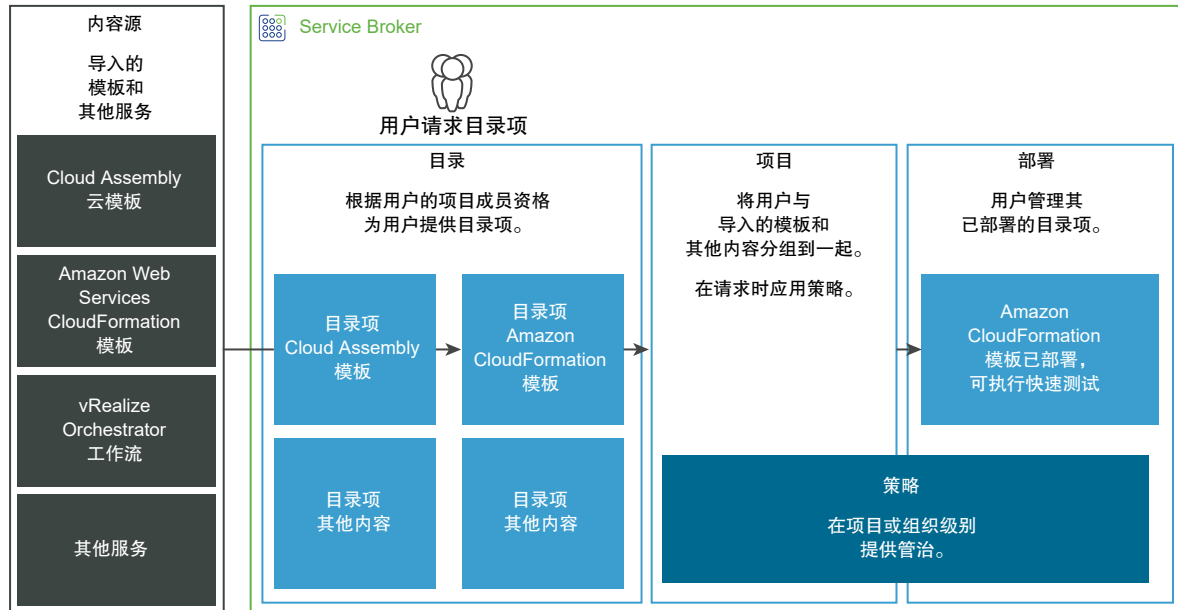 内容源
导入的
模板和
其他服务
Cloud Assembly
云模板
Amazon Web
Services
CloudFormation
模板
vRealize
Orchestrator
工作流
其他服务
Service Broker
用户请求目录项
目录
根据用户的项目成员资格
为用户提供目录项。
目录项
Cloud Assembly
模板
目录项
Amazon
CloudFormation
模板
目录项
其他内容
目录项
其他内容
项目
将用户与
导入的模板和
其他内容分组到一起。
在请求时应用策略。
部署
用户管理其
已部署的目录项。
Amazon
CloudFormation
模板已部署，
可执行快速测试
策略
在项目或组织级别
提供管治。